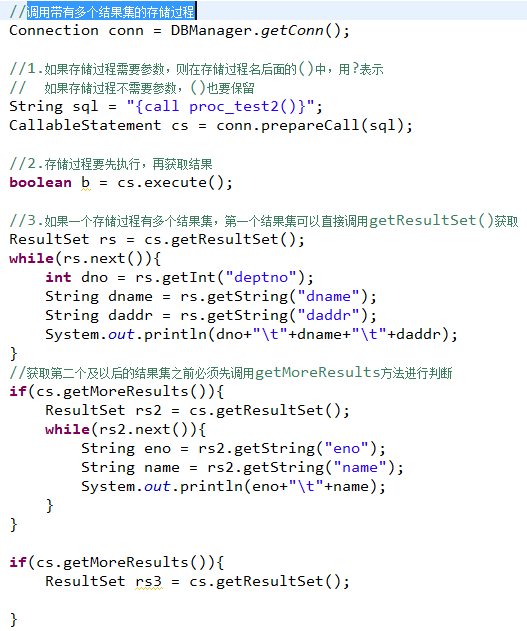 //调用带有多个结果集的存储过程
Connection conn = DBManager.getConn();
//1.如果存储过程需要参数，则在存储过程名后面的()中，用?表示
//  如果存储过程不需要参数，()也要保留
String sql = "{call proc_test2()}";
CallableStatement cs = conn.prepareCall(sql);
//2.存储过程要先执行，再获取结果
boolean b = cs.execute();
//3.如果一个存储过程有多个结果集，第一个结果集可以直接调用getResultSet()获取
ResultSet rs = cs.getResultSet();
while(rs.next()){
    int dno = rs.getInt("deptno");
    String dname = rs.getString("dname");
    String daddr = rs.getString("daddr");
    System.out.println(dno+"\t"+dname+"\t"+daddr);
}
//获取第二个及以后的结果集之前必须先调用getMoreResults方法进行判断
if(cs.getMoreResults()){
    ResultSet rs2 = cs.getResultSet();
    while(rs2.next()){
        String eno = rs2.getString("eno");
        String name = rs2.getString("name");
        System.out.println(eno+"\t"+name);
    }
}
if(cs.getMoreResults()){
    ResultSet rs3 = cs.getResultSet();
}